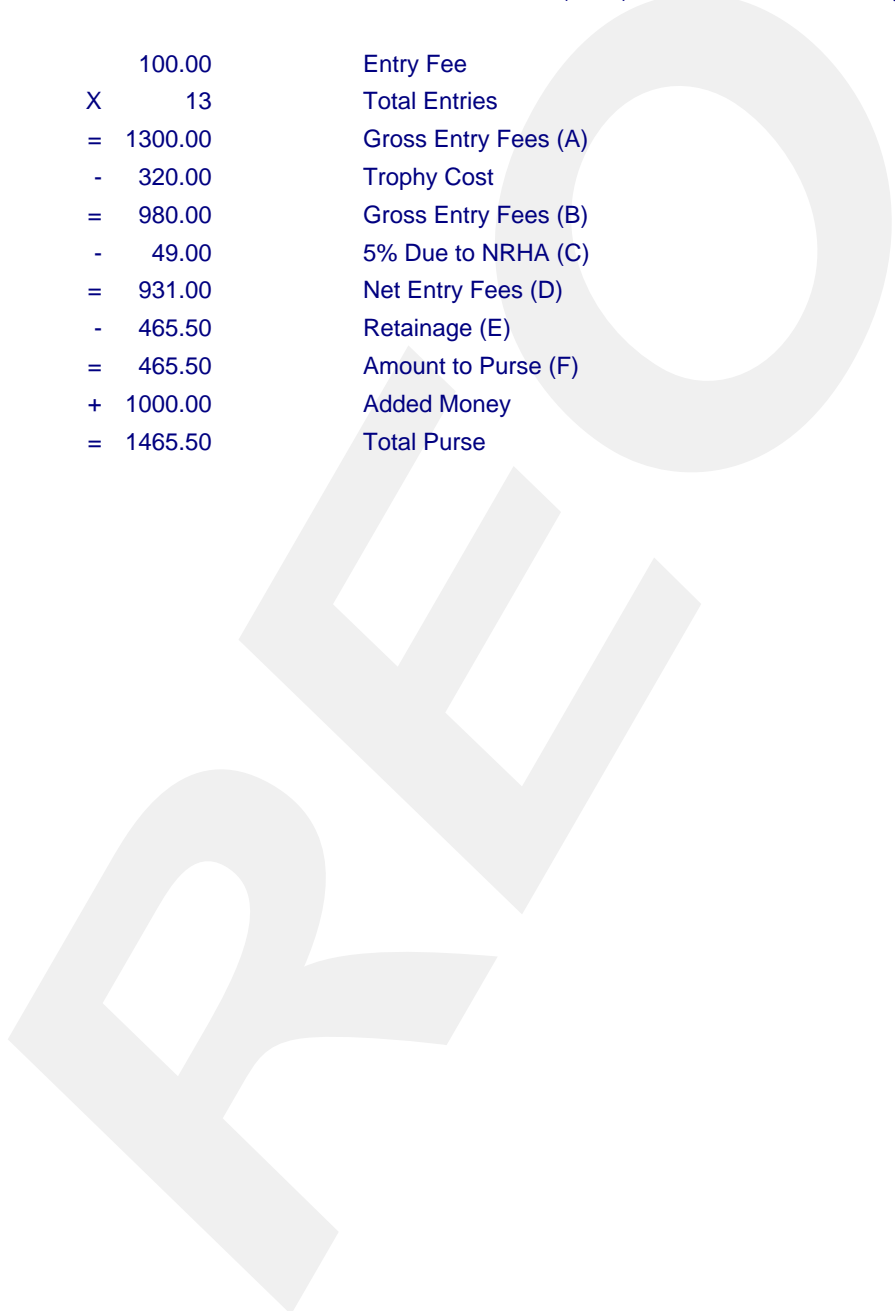 100.00 Entry Fee
X 13 Total Entries
= 1300.00 Gross Entry Fees (A)
- 320.00 Trophy Cost
= 980.00 Gross Entry Fees (B)
- 49.00 5% Due to NRHA (C)
= 931.00 Net Entry Fees (D)
- 465.50 Retainage (E)
= 465.50 Amount to Purse (F)
+ 1000.00 Added Money
= 1465.50 Total Purse
REO